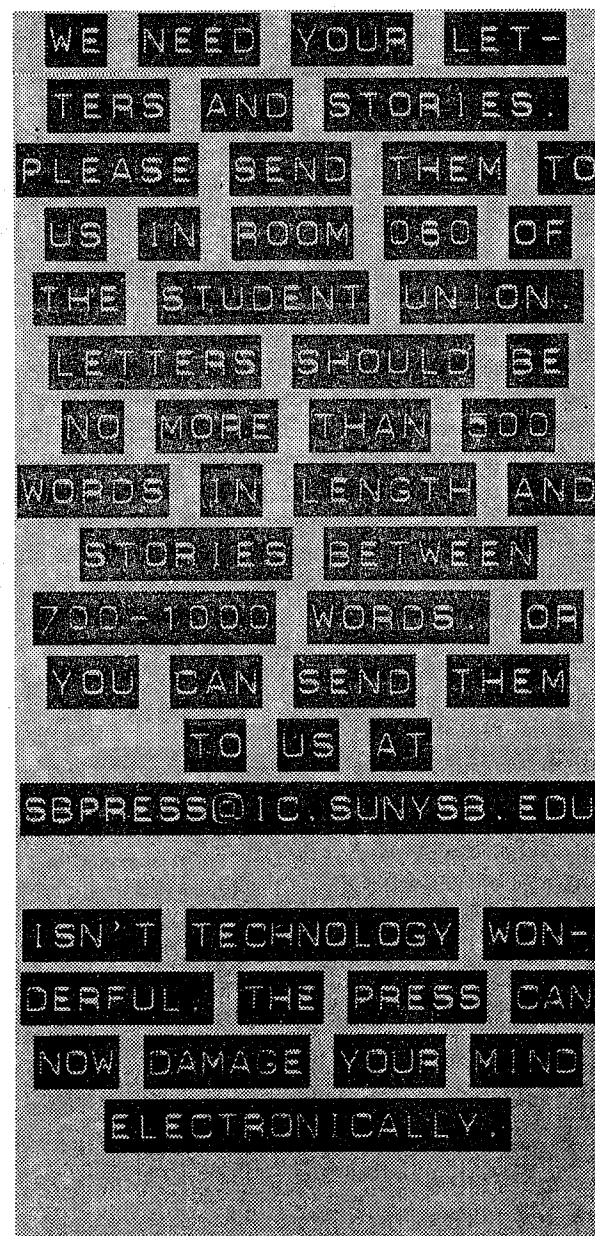 WE NEED YOUR LET-
TERS AND STORIES.
PLEASE SEND THEM TO
US IN ROOM 060 OF
THE STUDENT UNION.
LETTERS SHOULD BE
NO MORE THAN 500
WORDS IN LENGTH AND
STORIES BETWEEN
700-1000 WORDS. OR
YOU CAN SEND THEM
TO US AT
SBPRESS@IC.SUNYSB.EDU
ISN'T TECHNOLOGY WON-
DERFUL. THE PRESS CAN
NOW DAMAGE YOUR MIND
ELECTRONICALLY.